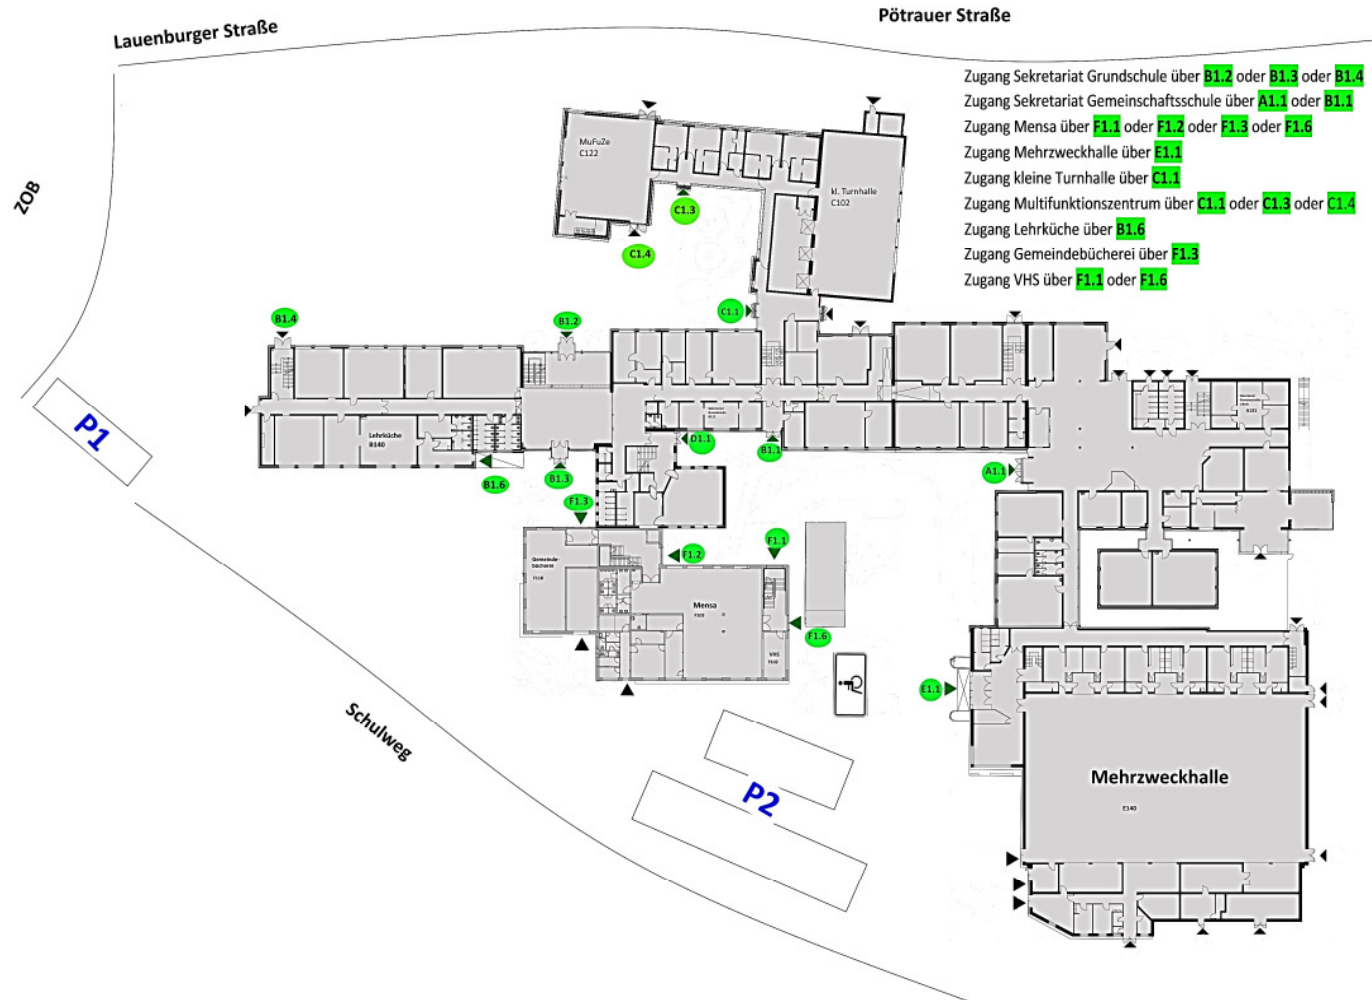 Pötrauer Straße
Lauenburger Straße
ZOB
Zugang Sekretariat Grundschule über B1.2 oder B1.3 oder B1.4
Zugang Sekretariat Gemeinschaftsschule über A1.1 oder B1.1
Zugang Mensa über F1.1 oder F1.2 oder F1.3 oder F1.6
Zugang Mehrzweckhalle über E1.1
Zugang kleine Turnhalle über C1.1
Zugang Multifunktionszentrum über C1.1 oder C1.3 oder C1.4
Zugang Lehrküche über B1.6
Zugang Gemeindebücherei über F1.3
Zugang VHS über F1.1 oder F1.6
MuFuZe
C122
kl. Turnhalle
C102
C1.3
C1.4
C1.1
B1.4
B1.2
P1
Lehrküche
B140
D1.1
B1.1
A1.1
B1.6
B1.3
F1.3
F1.2
F1.1
Gemeinde-
bücherei
Mensa
VHS
F1.6
E1.1
Schulweg
P2
Mehrzweckhalle
E140